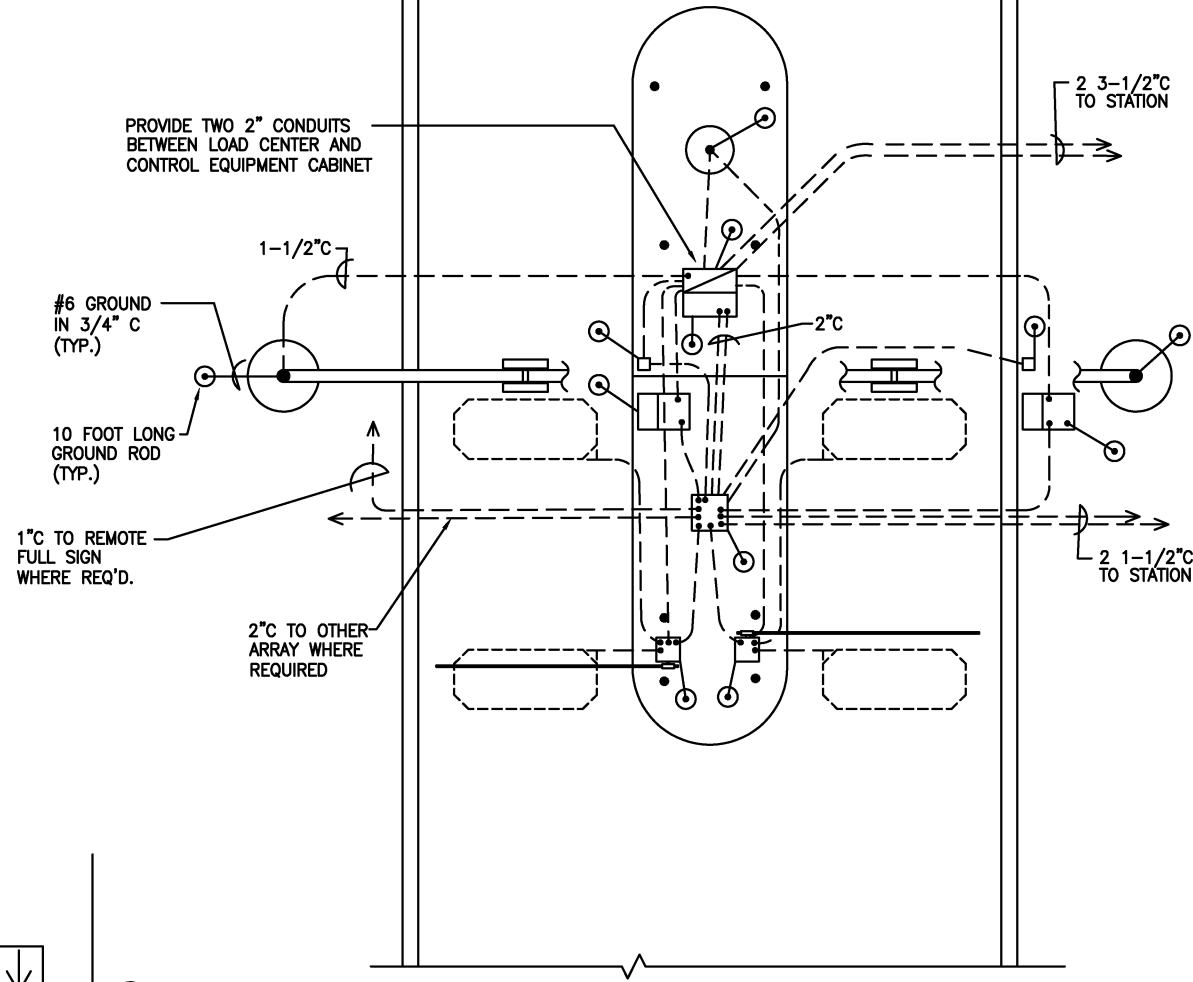 2 3-1/2"C
TO STATION
PROVIDE TWO 2" CONDUITS
BETWEEN LOAD CENTER AND
CONTROL EQUIPMENT CABINET
1-1/2"C
#6 GROUND
IN 3/4" C
(TYP.)
2"C
10 FOOT LONG
GROUND ROD
(TYP.)
1"C TO REMOTE
FULL SIGN
WHERE REQ'D.
2 1-1/2"C
TO STATION
2"C TO OTHER
ARRAY WHERE
REQUIRED